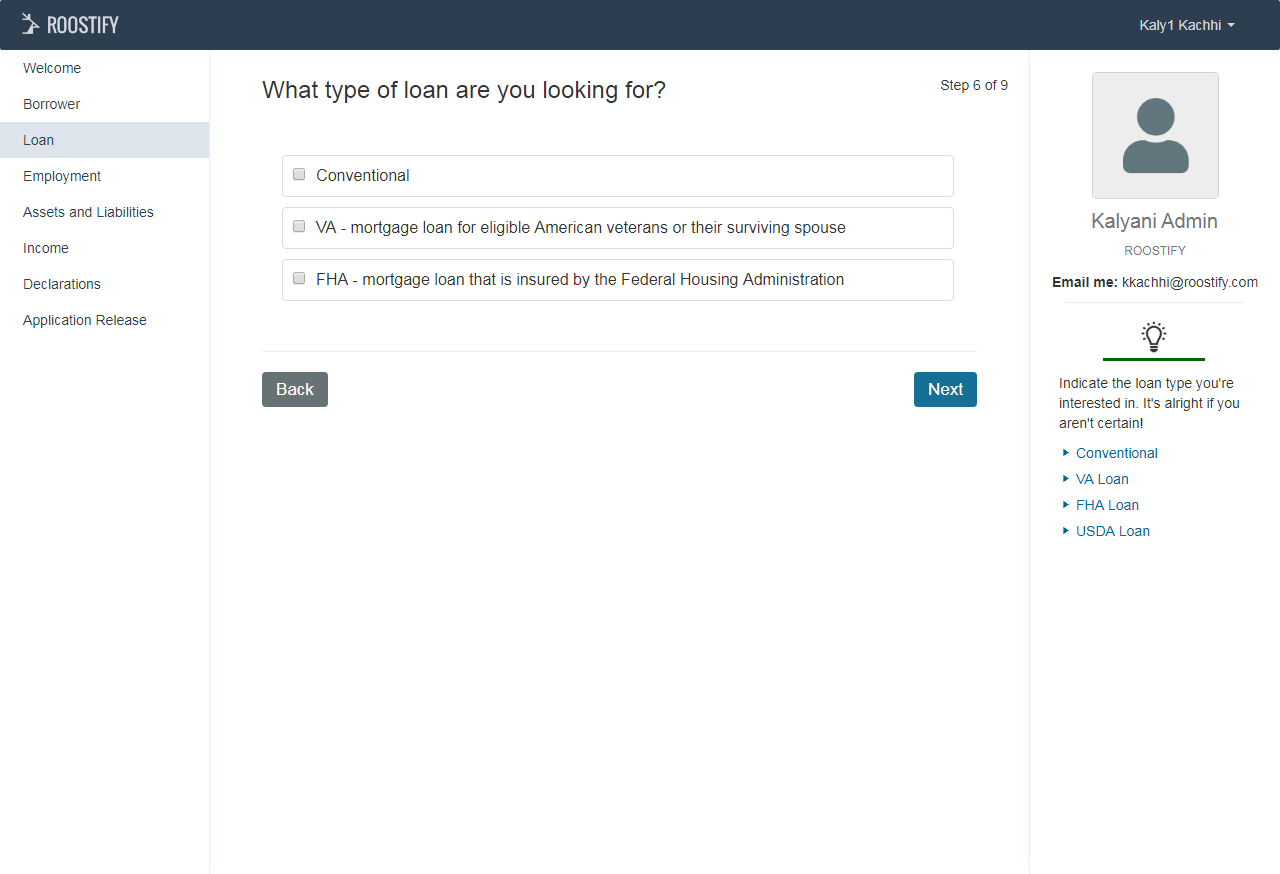 ROOSTIFY
Kaly1 Kachhi
Welcome
Borrower
Loan
Employment
Assets and Liabilities
Income
Declarations
Application Release
What type of loan are you looking for?
Step 6 of 9
Conventional
VA - mortgage loan for eligible American veterans or their surviving spouse
FHA - mortgage loan that is insured by the Federal Housing Administration
Back
Next
Kalyani Admin
ROOSTIFY
Email me: kkachhi@roostify.com
Indicate the loan type you're
interested in. It's alright if you
aren't certain!
Conventional
VA Loan
FHA Loan
USDA Loan